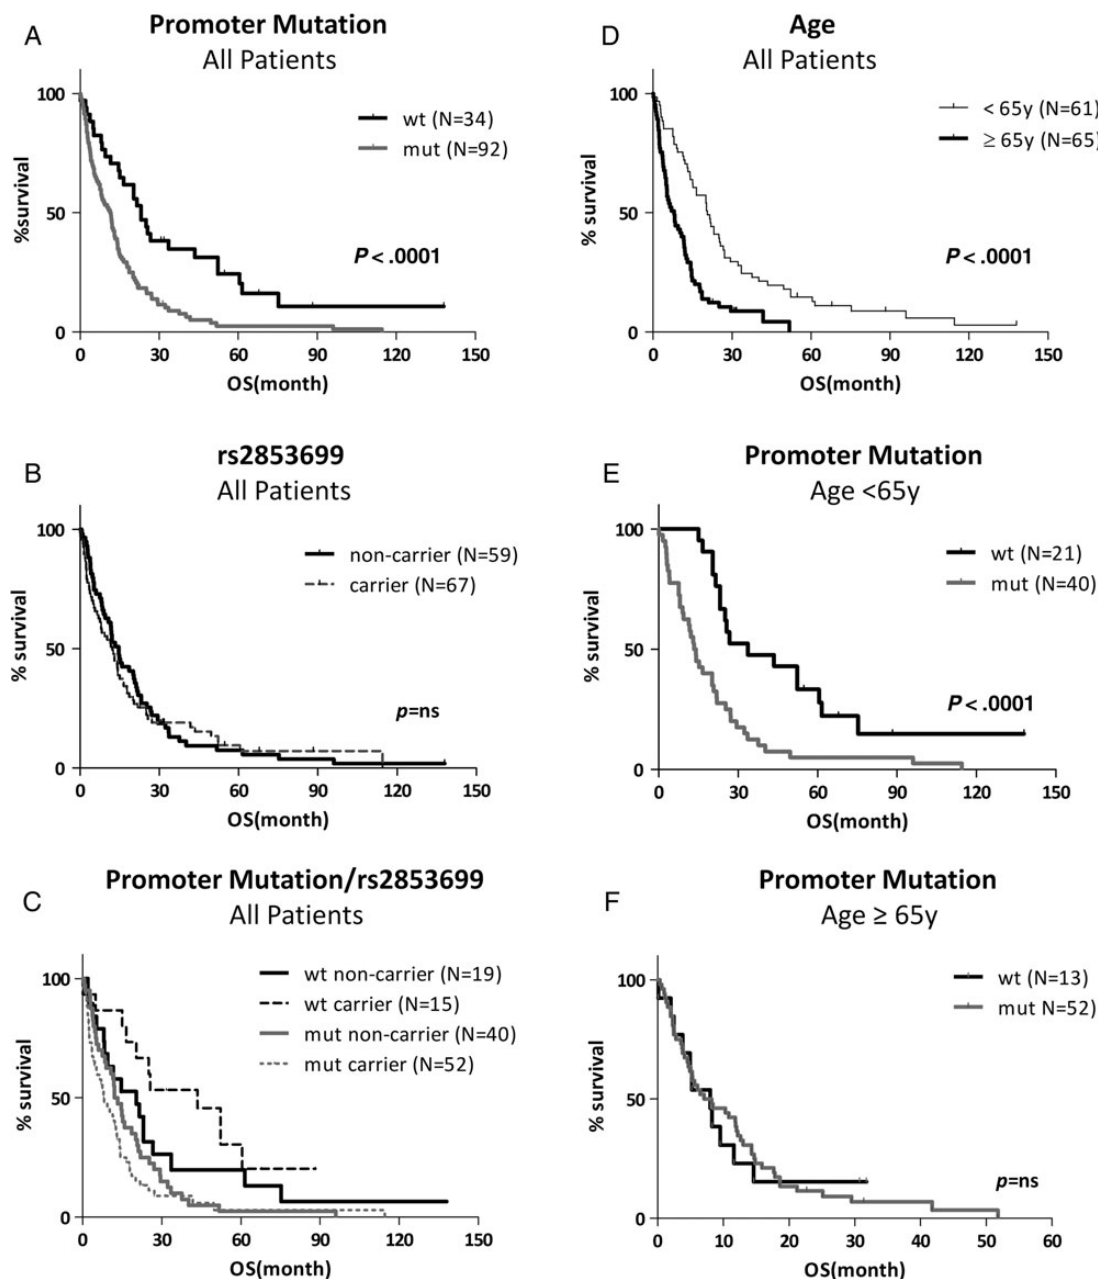 A
Promoter Mutation
All Patients
100
50
0
% survival
wt (N=34)
mut (N=92)
P < .0001
0 30 60 90 120 150
OS(month)
D
Age
All Patients
100
50
0
% survival
< 65y (N=61)
≥ 65y (N=65)
P < .0001
0 30 60 90 120 150
OS(month)
B
rs2853699
All Patients
100
50
0
% survival
non-carrier (N=59)
carrier (N=67)
p=ns
0 30 60 90 120 150
OS(month)
E
Promoter Mutation
Age <65y
100
50
0
% survival
wt (N=21)
mut (N=40)
P < .0001
0 30 60 90 120 150
OS(month)
C
Promoter Mutation/rs2853699
All Patients
100
50
0
% survival
wt non-carrier (N=19)
wt carrier (N=15)
mut non-carrier (N=40)
mut carrier (N=52)
0 30 60 90 120 150
OS(month)
F
Promoter Mutation
Age ≥ 65y
100
50
0
% survival
wt (N=13)
mut N=52)
p=ns
0 10 20 30 40 50 60
OS(month)